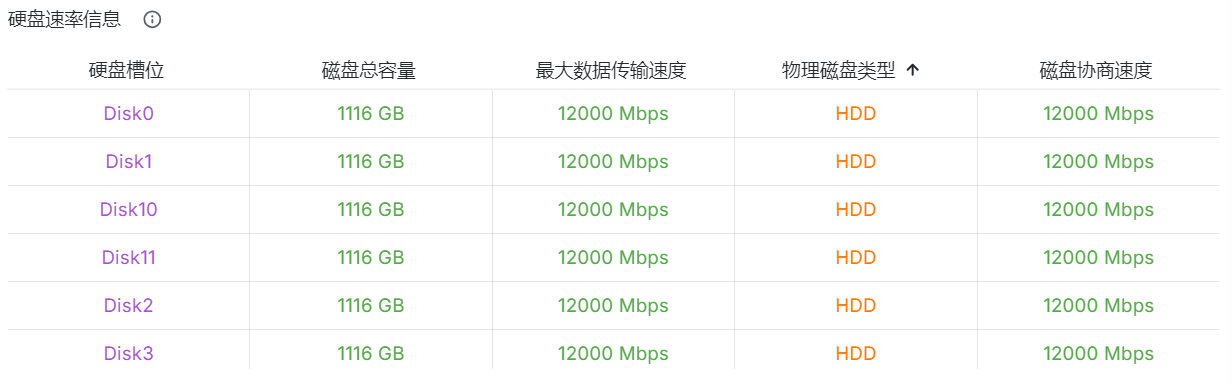 硬盘速率信息
硬盘槽位 磁盘总容量 最大数据传输速度 物理磁盘类型 磁盘协商速度
Disk0 1116 GB 12000 Mbps HDD 12000 Mbps
Disk1 1116 GB 12000 Mbps HDD 12000 Mbps
Disk10 1116 GB 12000 Mbps HDD 12000 Mbps
Disk11 1116 GB 12000 Mbps HDD 12000 Mbps
Disk2 1116 GB 12000 Mbps HDD 12000 Mbps
Disk3 1116 GB 12000 Mbps HDD 12000 Mbps